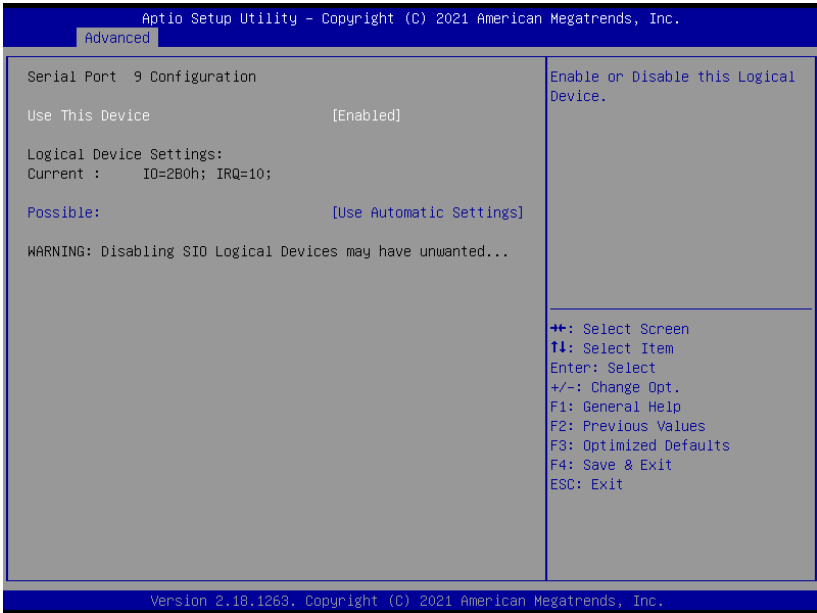 Aptio Setup Utility – Copyright (C) 2021 American Megatrends, Inc.
Advanced
Serial Port 9 Configuration
Use This Device [Enabled]
Logical Device Settings:
Current : IO=2B0h; IRQ=10;
Possible: [Use Automatic Settings]
WARNING: Disabling SIO Logical Devices may have unwanted...
Enable or Disable this Logical
Device.
→←: Select Screen
↑↓: Select Item
Enter: Select
+/-: Change Opt.
F1: General Help
F2: Previous Values
F3: Optimized Defaults
F4: Save & Exit
ESC: Exit
Version 2.18.1263. Copyright (C) 2021 American Megatrends, Inc.